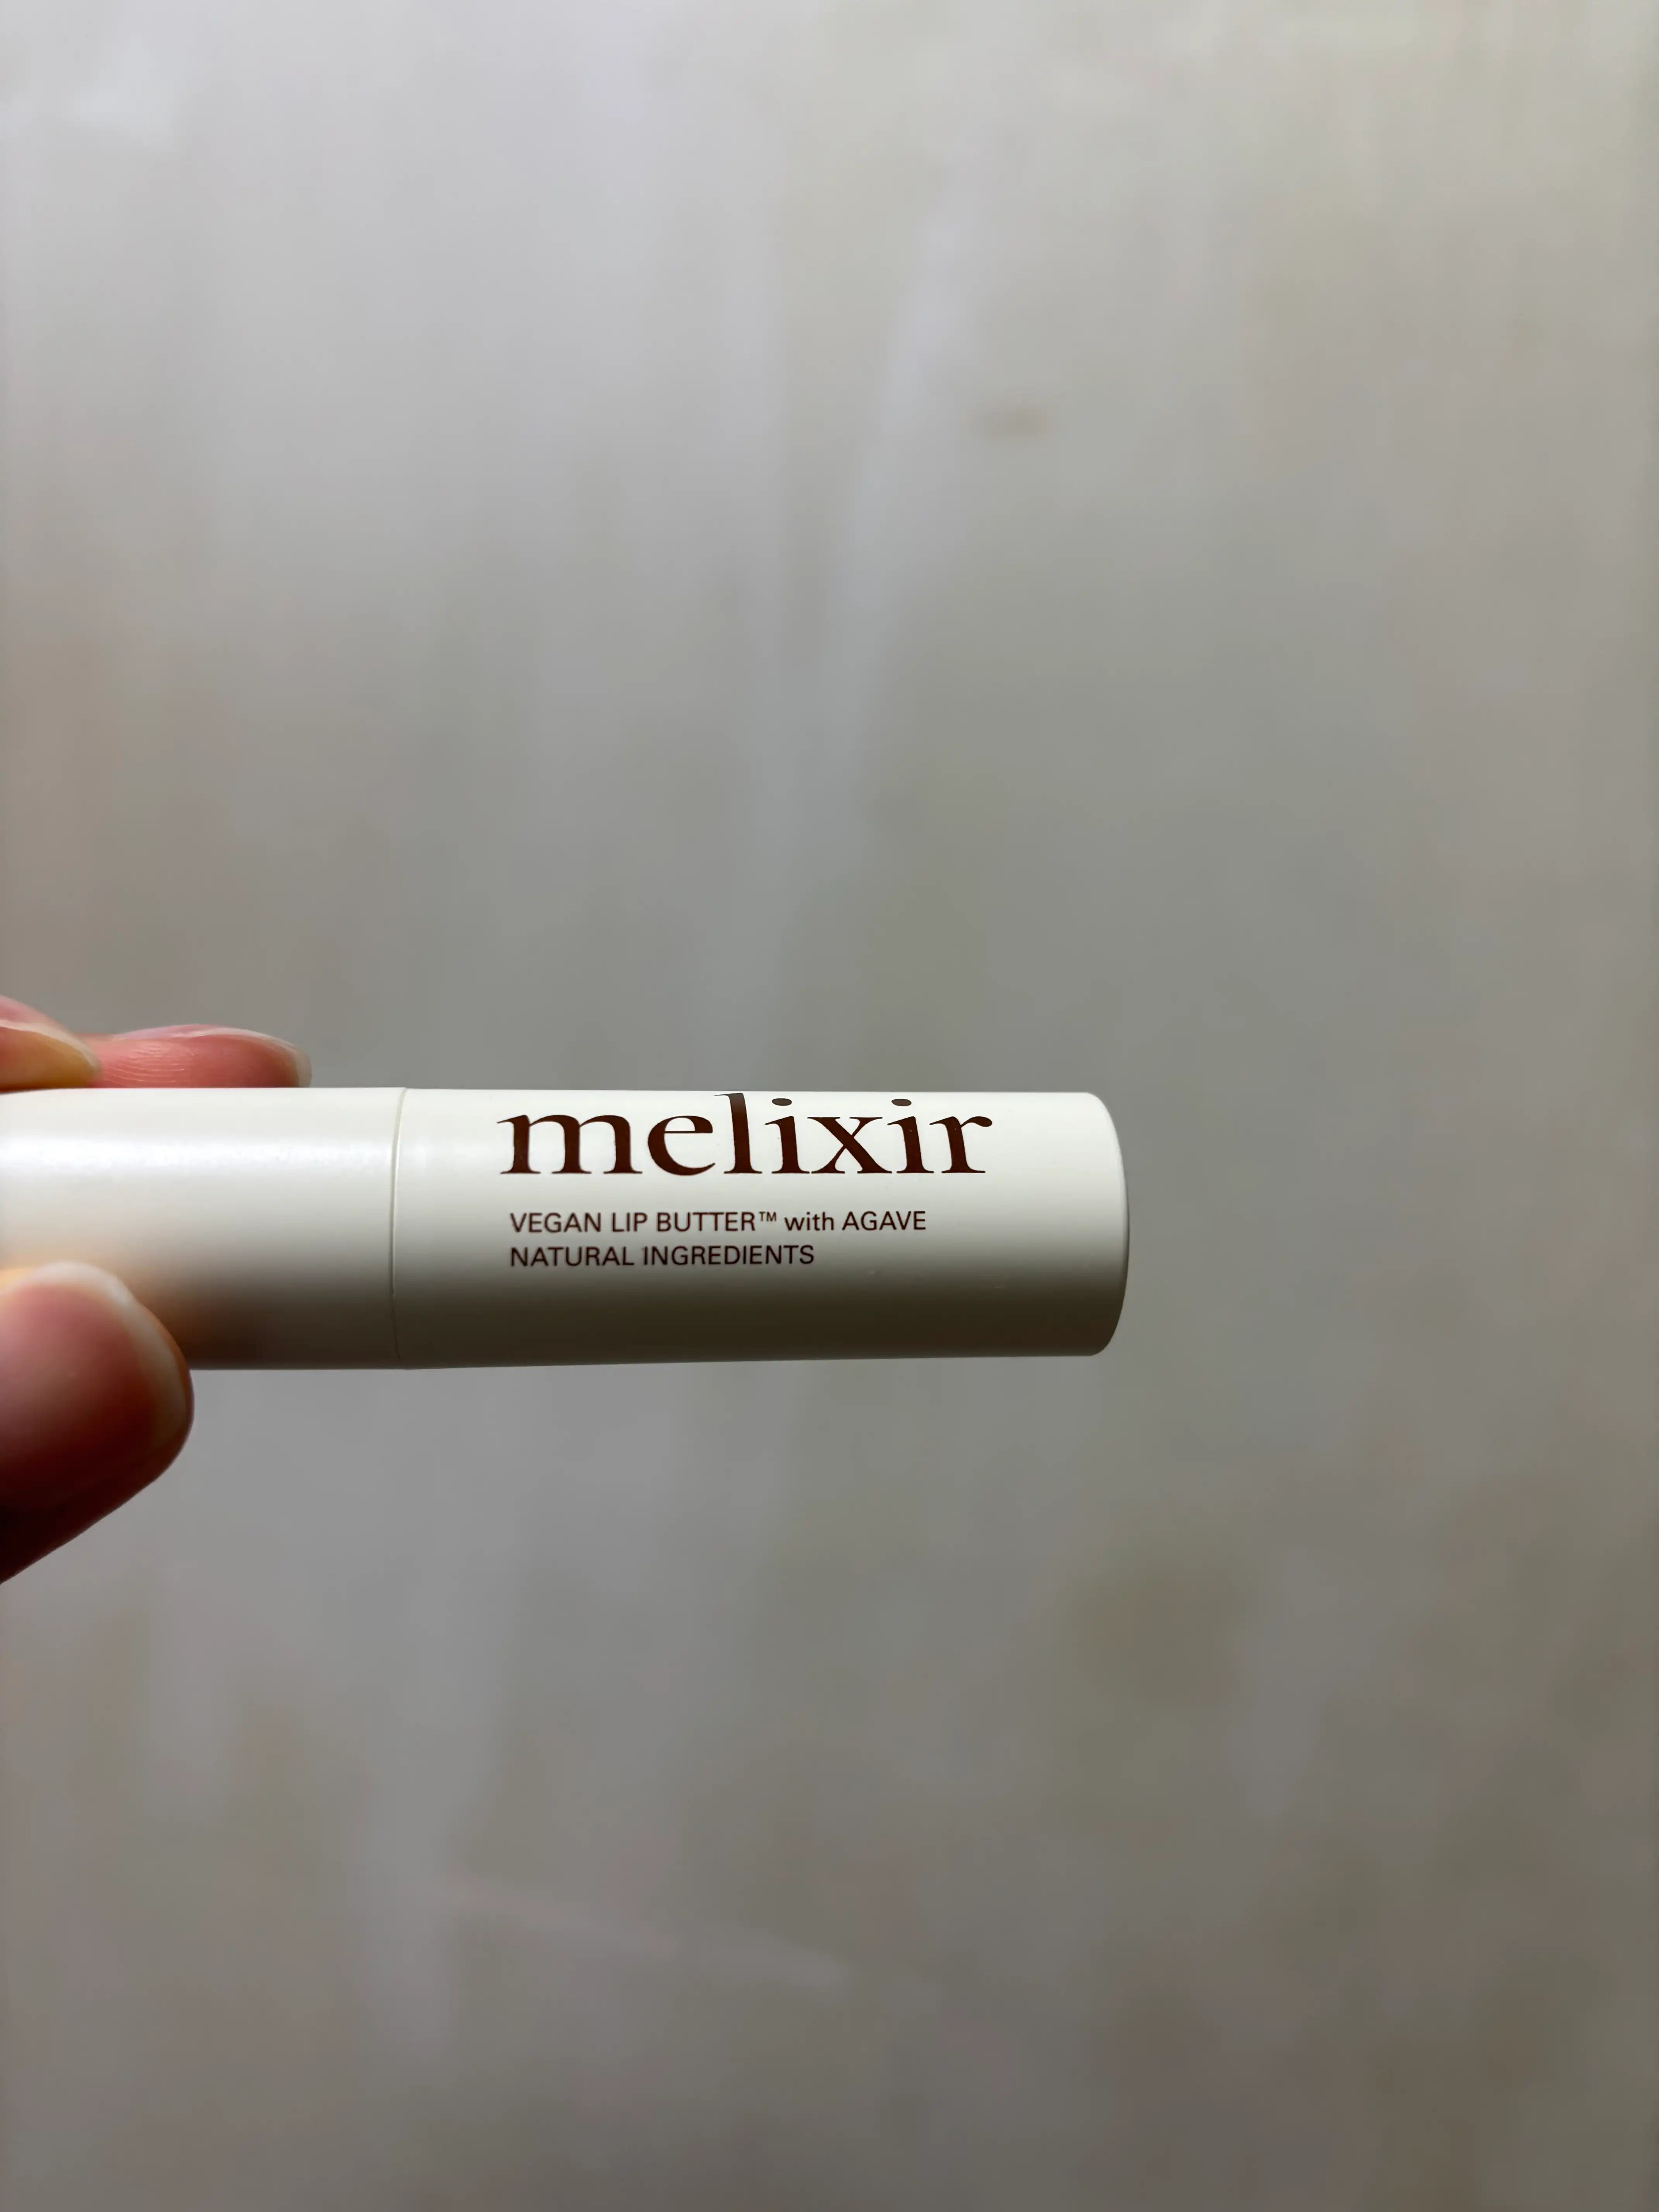 melixir
VEGAN LIP BUTTER™ with AGAVE
NATURAL INGREDIENTS